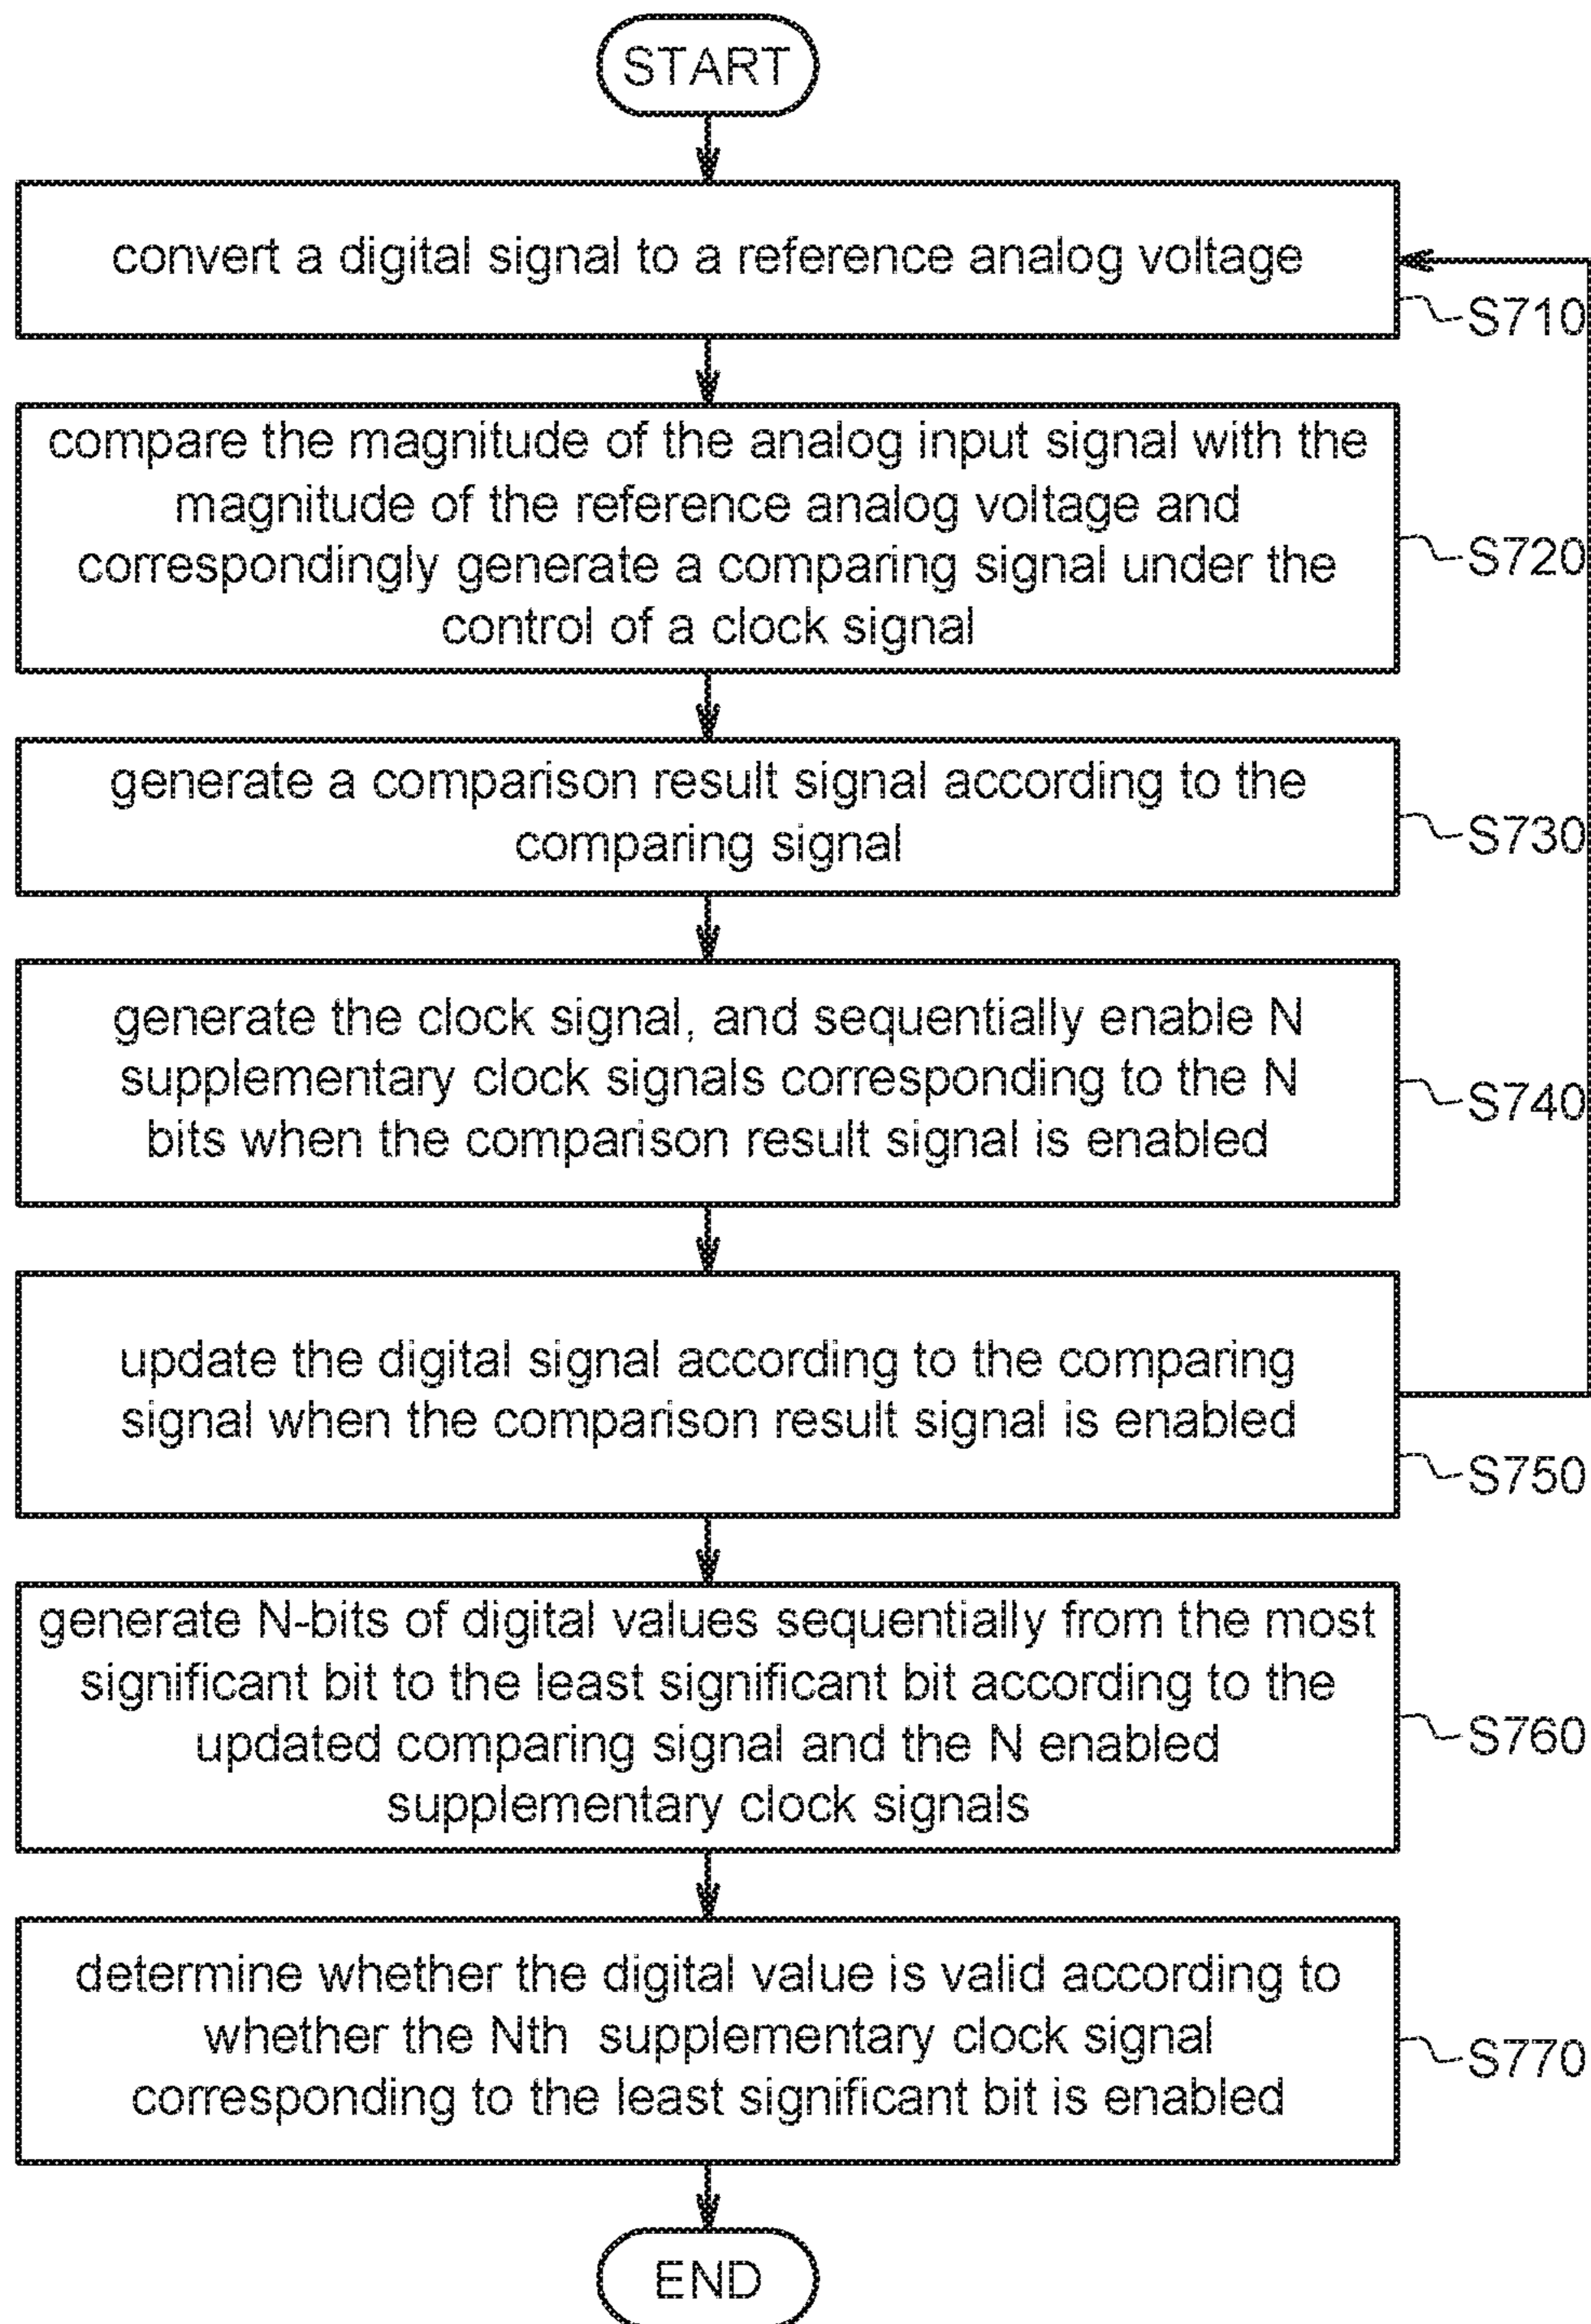 START
convert a digital signal to a reference analog voltage
S710
compare the magnitude of the analog input signal with the
magnitude of the reference analog voltage and
correspondingly generate a comparing signal under the
control of a clock signal
S720
generate a comparison result signal according to the
comparing signal
S730
generate the clock signal, and sequentially enable N
supplementary clock signals corresponding to the N
bits when the comparison result signal is enabled
S740
update the digital signal according to the comparing
signal when the comparison result signal is enabled
S750
generate N-bits of digital values sequentially from the most
significant bit to the least significant bit according to the
updated comparing signal and the N enabled
supplementary clock signals
S760
determine whether the digital value is valid according to
whether the Nth supplementary clock signal
corresponding to the least significant bit is enabled
S770
END